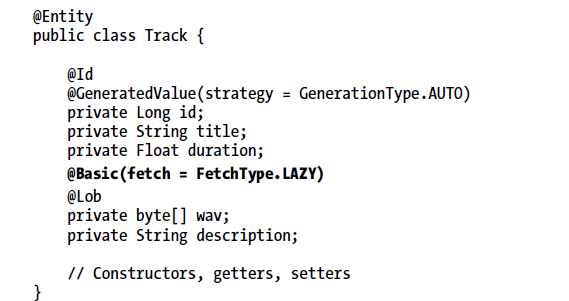 @Entity
public class Track {
@Id
@GeneratedValue(strategy = GenerationType.AUTO)
private Long id;
private String title;
private Float duration;
@Basic(fetch = FetchType.LAZY)
@Lob
private byte[] wav;
private String description;
// Constructors, getters, setters
}